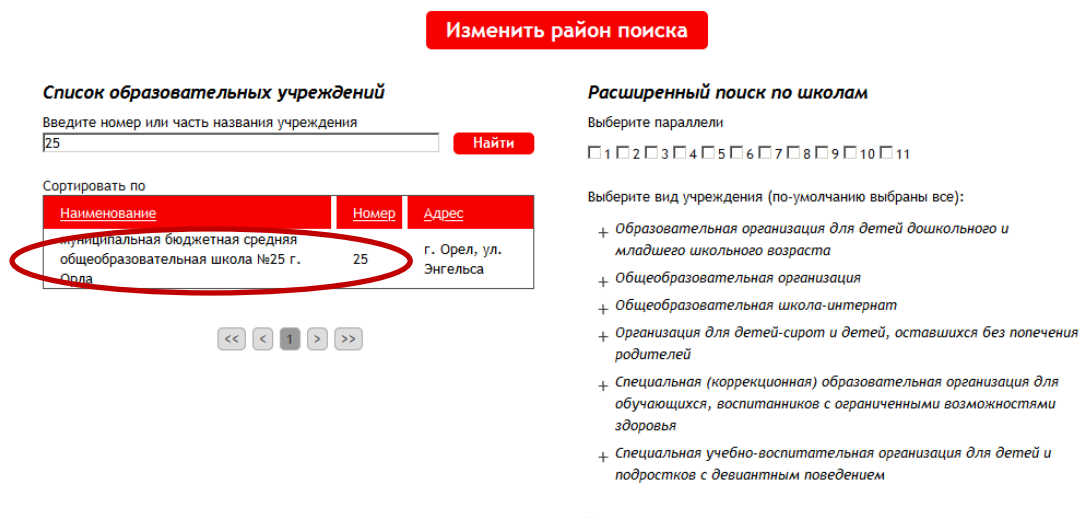 Изменить район поиска
Список образовательных учреждений
Введите номер или часть названия учреждения
25
Найти
Сортировать по
Наименование Номер Адрес
муниципальная бюджетная средняя
общеобразовательная школа №25 г.
Орла
25
г. Орел, ул.
Энгельса
<< < 1 > >>
Расширенный поиск по школам
Выберите параллели
1 2 3 4 5 6 7 8 9 10 11
Выберите вид учреждения (по-умолчанию выбраны все):
+ Образовательная организация для детей дошкольного и
младшего школьного возраста
+ Общеобразовательная организация
+ Общеобразовательная школа-интернат
+ Организация для детей-сирот и детей, оставшихся без попечения
родителей
+ Специальная (коррекционная) образовательная организация для
обучающихся, воспитанников с ограниченными возможностями
здоровья
+ Специальная учебно-воспитательная организация для детей и
подростков с девиантным поведением